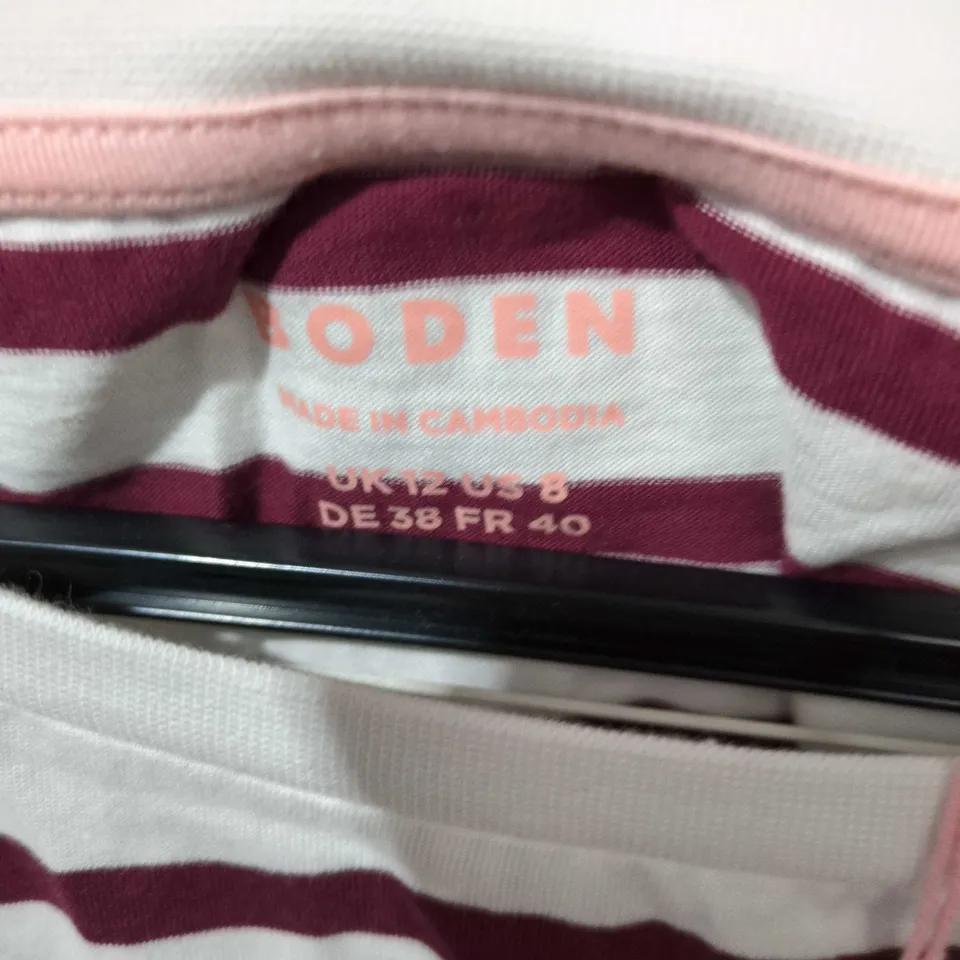 BODEN
MADE IN CAMBODIA
UK 12 US 8
DE 38 FR 40